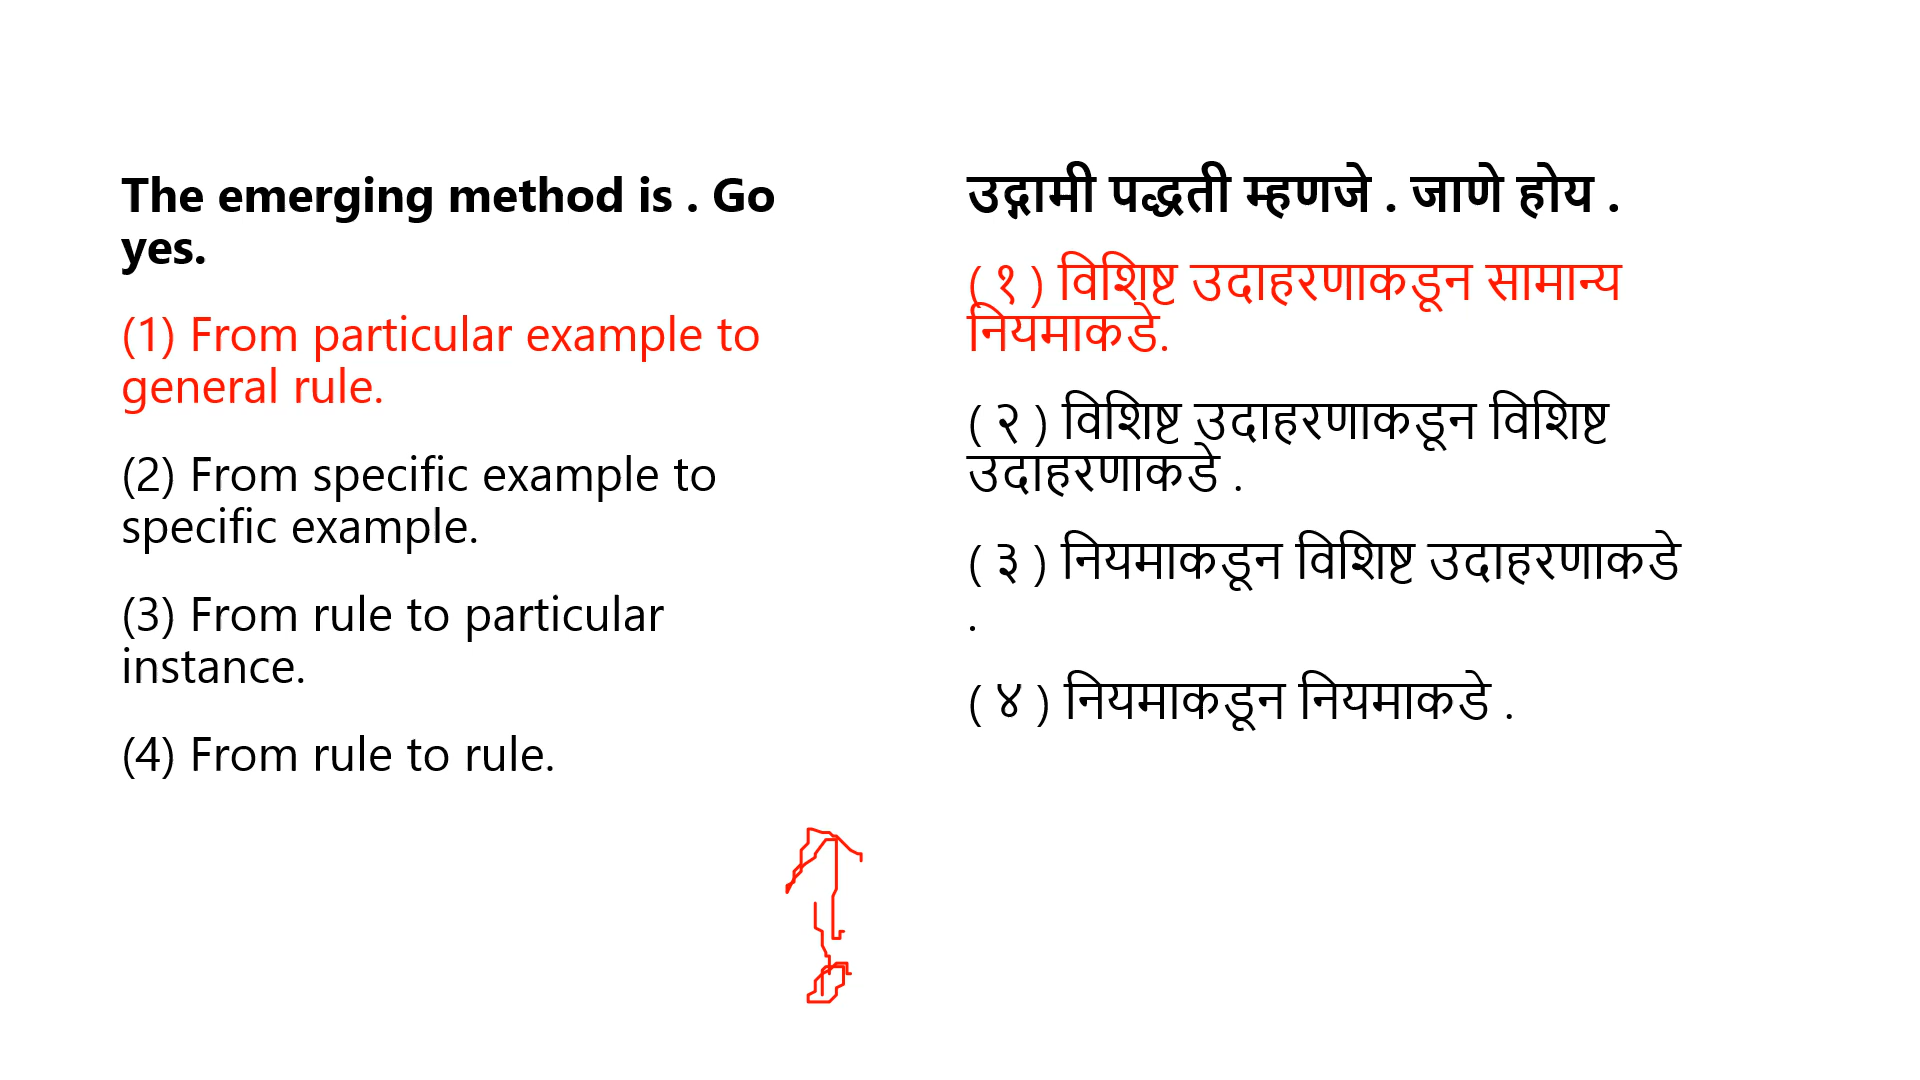 The emerging method is . Go
yes.
(1) From particular example to
general rule.
(2) From specific example to
specific example.
(3) From rule to particular
instance.
(4) From rule to rule.
उद्गामी पद्धती म्हणजे . जाणे होय .
( १ ) विशिष्ट उदाहरणाकडून सामान्य
नियमाकडे.
( २ ) विशिष्ट उदाहरणाकडून विशिष्ट
उदाहरणाकडे .
( ३ ) नियमाकडून विशिष्ट उदाहरणाकडे
.
( ४ ) नियमाकडून नियमाकडे .